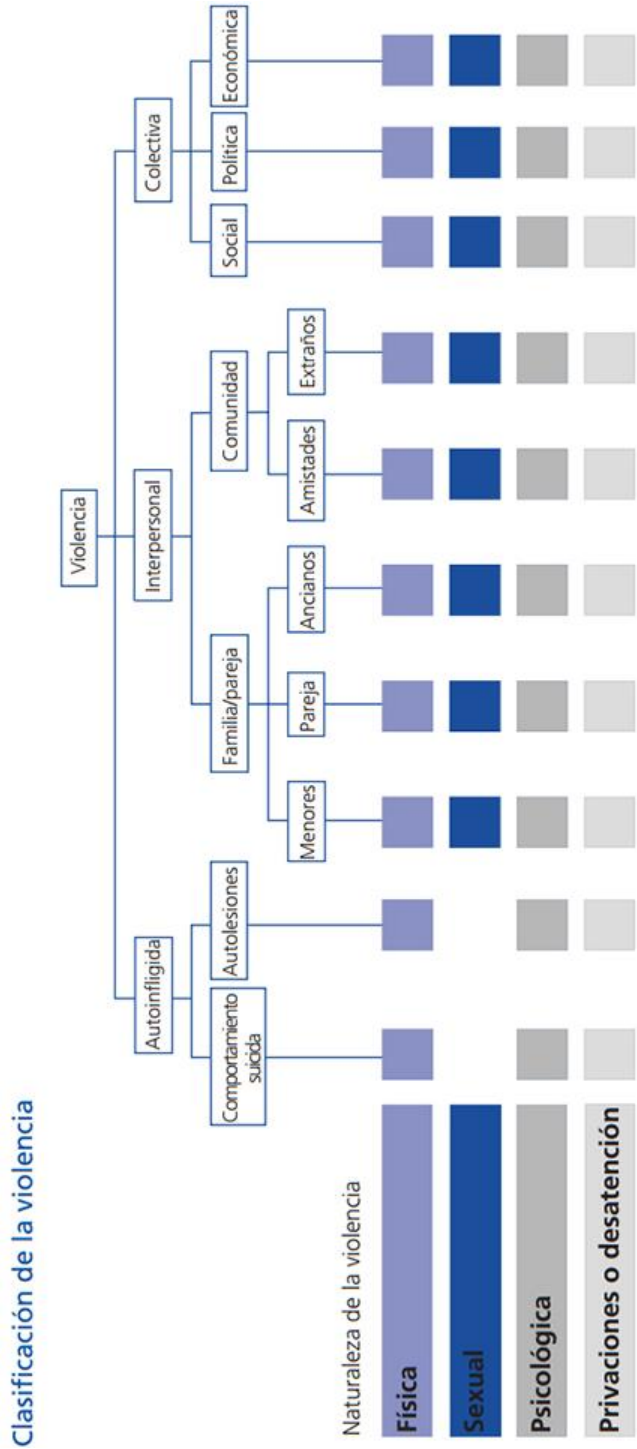 Clasificación de la violencia
Violencia
Autoinfligida
Interpersonal
Colectiva
Comportamiento
suicida
Autolesiones
Familia/pareja
Comunidad
Social
Política
Económica
Menores
Pareja
Ancianos
Amistades
Extraños
Naturaleza de la violencia
Física
Sexual
Psicológica
Privaciones o desatención